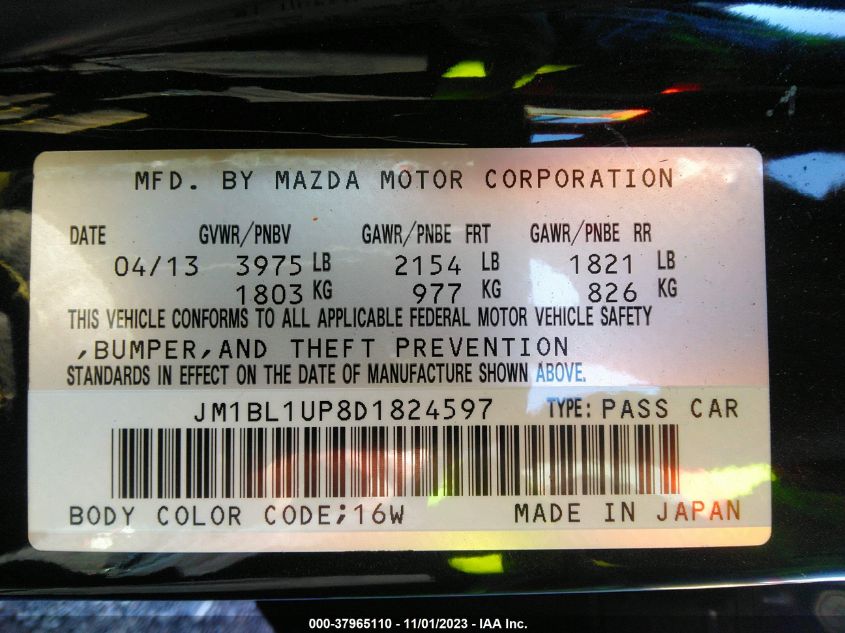 MFD. BY MAZDA MOTOR CORPORATION
DATE GVWR/PNBV GAWR/PNBE FRT GAWR/PNBE RR
04/13 3975 LB 2154 LB 1821 LB
1803 KG 977 KG 826 KG
THIS VEHICLE CONFORMS TO ALL APPLICABLE FEDERAL MOTOR VEHICLE SAFETY
,BUMPER,AND THEFT PREVENTION
STANDARDS IN EFFECT ON THE DATE OF MANUFACTURE SHOWN ABOVE.
JM1BL1UP8D1824597 TYPE: PASS CAR
BODY COLOR CODE;16W MADE IN JAPAN
000-37965110 - 11/01/2023 - IAA Inc.